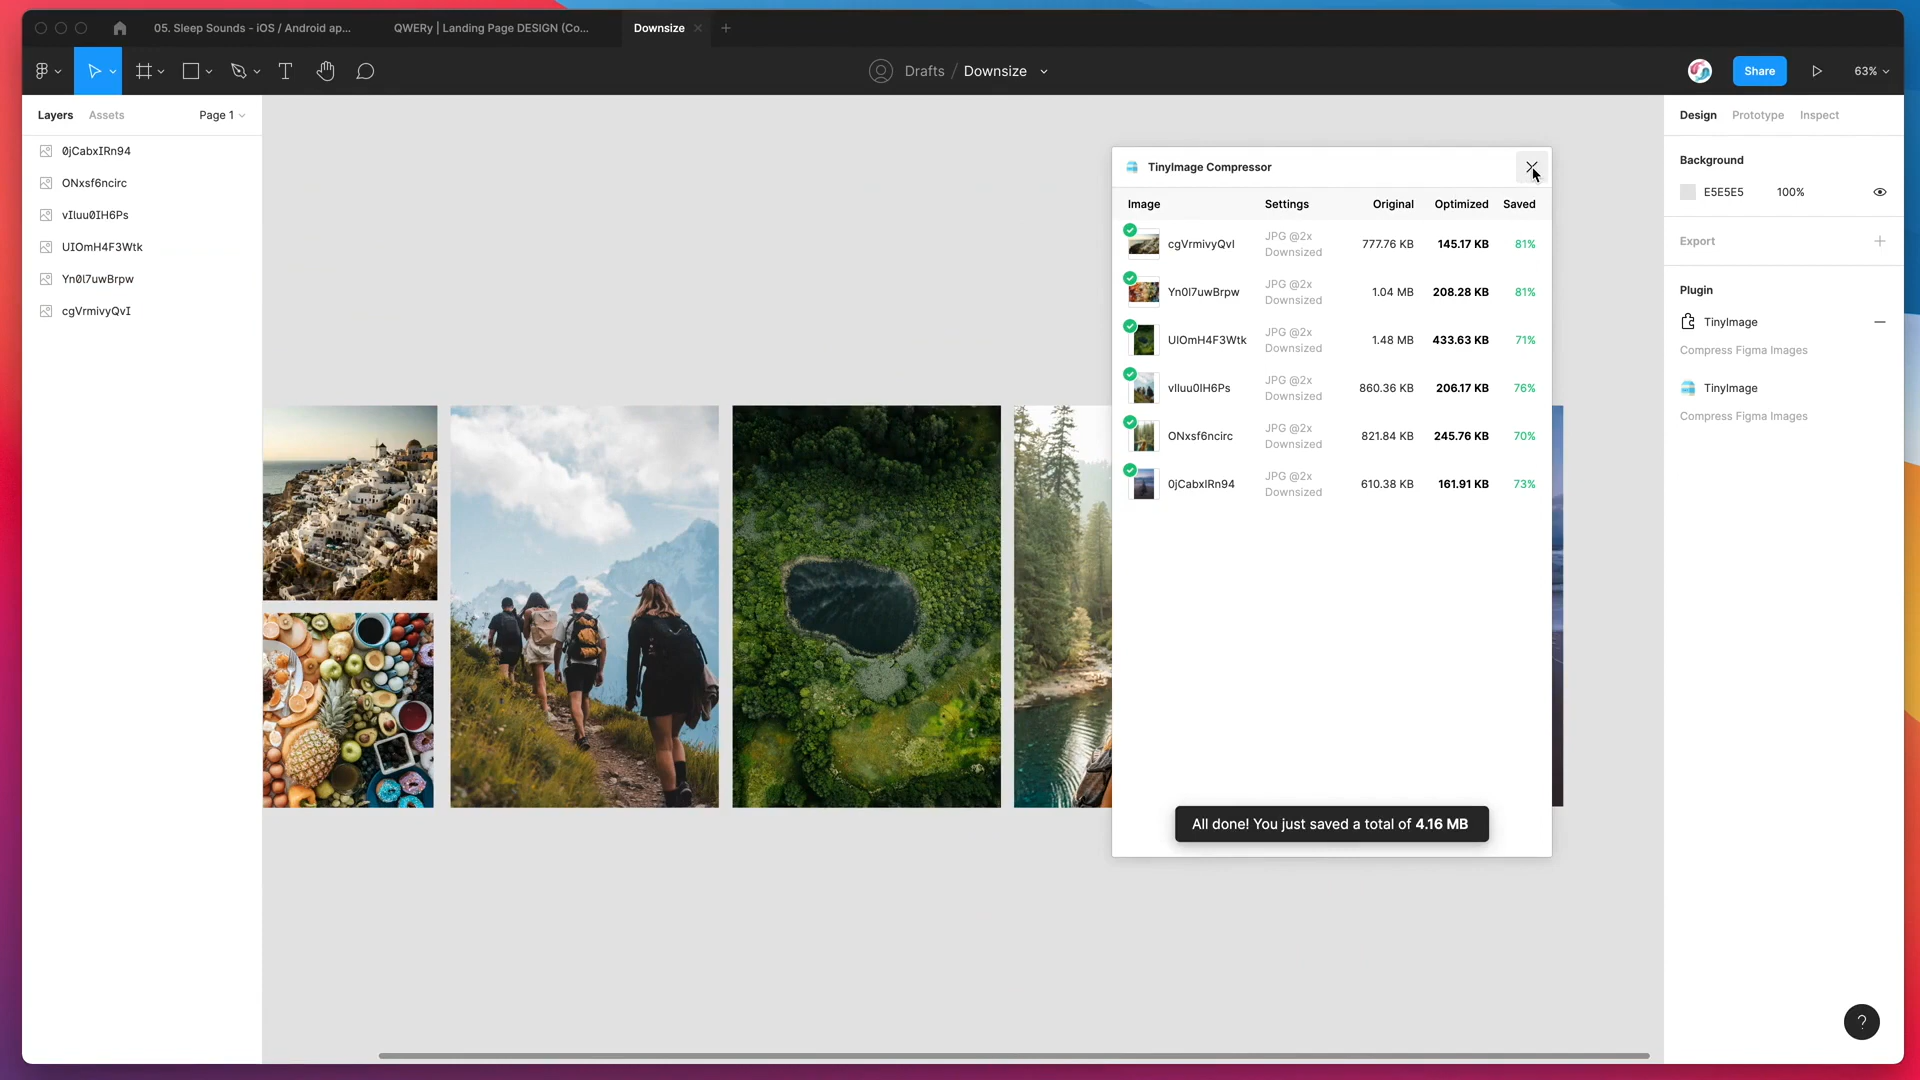 05. Sleep Sounds - iOS / Android ap...
QWERy | Landing Page DESIGN (Co...
Downsize
Drafts / Downsize
Share
63%
Layers
Assets
Page 1
0jCabxIRn94
ONxsf6ncirc
vIluu0IH6Ps
UIOmH4F3Wtk
Yn0l7uwBrpw
cgVrmivyQvI
TinyImage Compressor
Image Settings Original Optimized Saved
cgVrmivyQvI JPG @2x Downsized 777.76 KB 145.17 KB 81%
Yn0l7uwBrpw JPG @2x Downsized 1.04 MB 208.28 KB 81%
UIOmH4F3Wtk JPG @2x Downsized 1.48 MB 433.63 KB 71%
vIluu0IH6Ps JPG @2x Downsized 860.36 KB 206.17 KB 76%
ONxsf6ncirc JPG @2x Downsized 821.84 KB 245.76 KB 70%
0jCabxIRn94 JPG @2x Downsized 610.38 KB 161.91 KB 73%
All done! You just saved a total of 4.16 MB
Design
Prototype
Inspect
Background
E5E5E5 100%
Export
Plugin
TinyImage
Compress Figma Images
TinyImage
Compress Figma Images
?